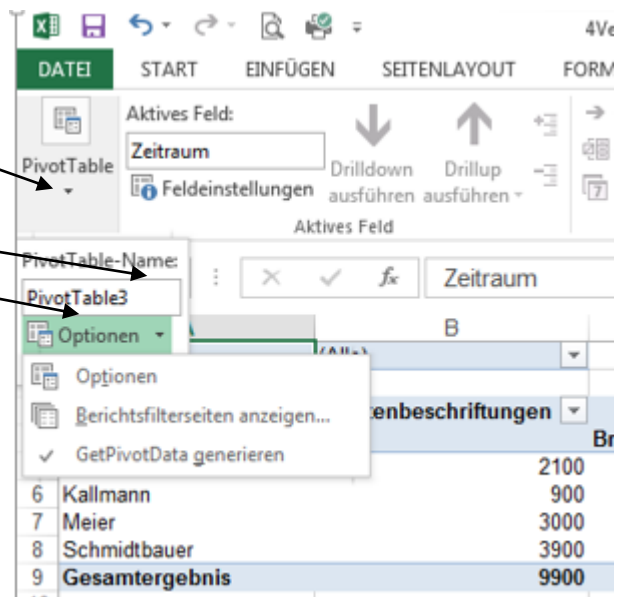 4Ve
DATEI START EINFÜGEN SEITENLAYOUT FORM
PivotTable
Aktives Feld:
Zeitraum
Feldeinstellungen
Drilldown ausführen
Drillup ausführen
Aktives Feld
PivotTable-Name:
PivotTable3
Optionen
Optionen
Berichtsfilterseiten anzeigen...
GetPivotData generieren
fx Zeitraum
B
(Alle)
tenbeschriftungen
Br
2100
6 Kallmann 900
7 Meier 3000
8 Schmidtbauer 3900
9 Gesamtergebnis 9900